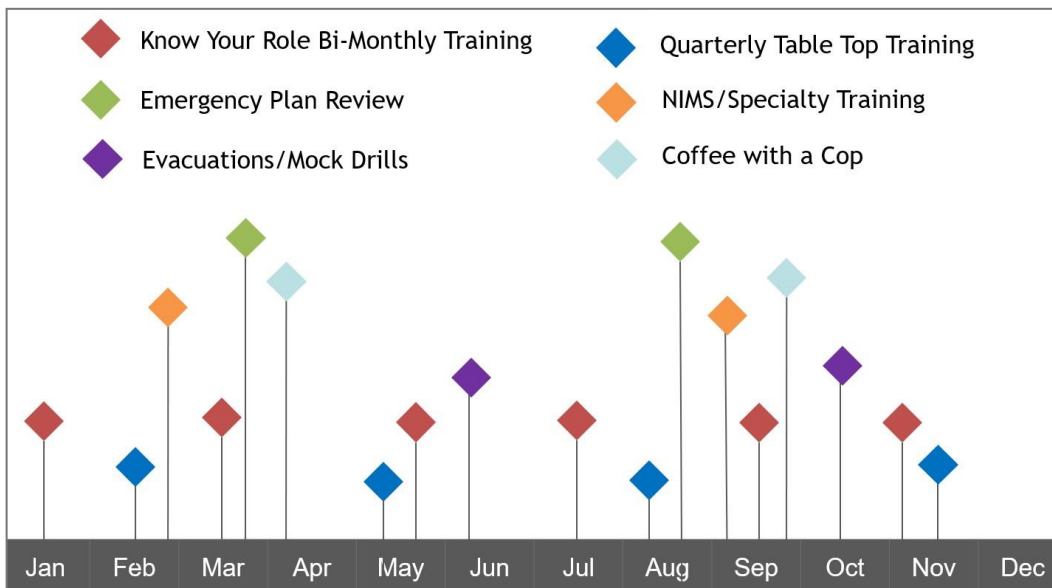 Know Your Role Bi-Monthly Training
Quarterly Table Top Training
Emergency Plan Review
NIMS/Specialty Training
Evacuations/Mock Drills
Coffee with a Cop
Jan Feb Mar Apr May Jun Jul Aug Sep Oct Nov Dec